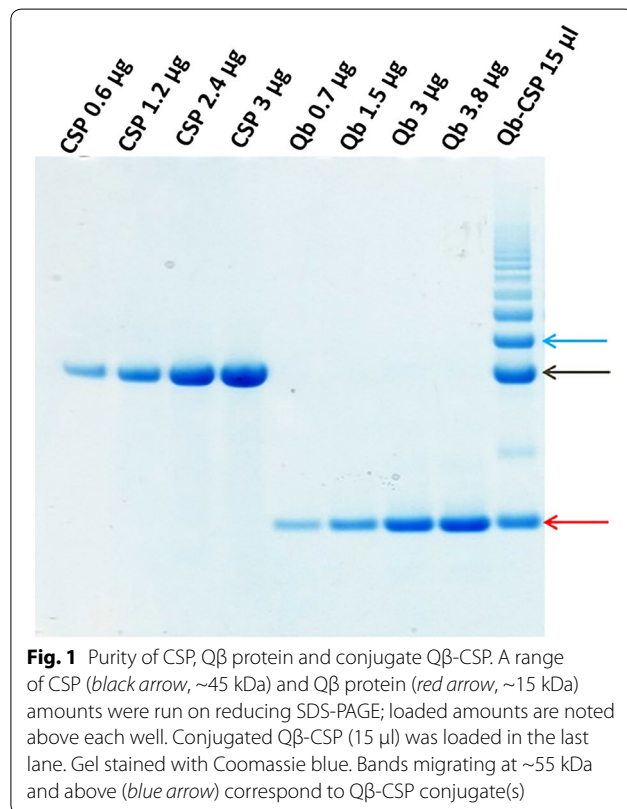 CSP 0.6 µg
CSP 1.2 µg
CSP 2.4 µg
CSP 3 µg
Qb 0.7 µg
Qb 1.5 µg
Qb 3 µg
Qb 3.8 µg
Qb-CSP 15 µl
Fig. 1 Purity of CSP, Qβ protein and conjugate Qβ-CSP. A range
of CSP (black arrow, ~45 kDa) and Qβ protein (red arrow, ~15 kDa)
amounts were run on reducing SDS-PAGE; loaded amounts are noted
above each well. Conjugated Qβ-CSP (15 µl) was loaded in the last
lane. Gel stained with Coomassie blue. Bands migrating at ~55 kDa
and above (blue arrow) correspond to Qβ-CSP conjugate(s)